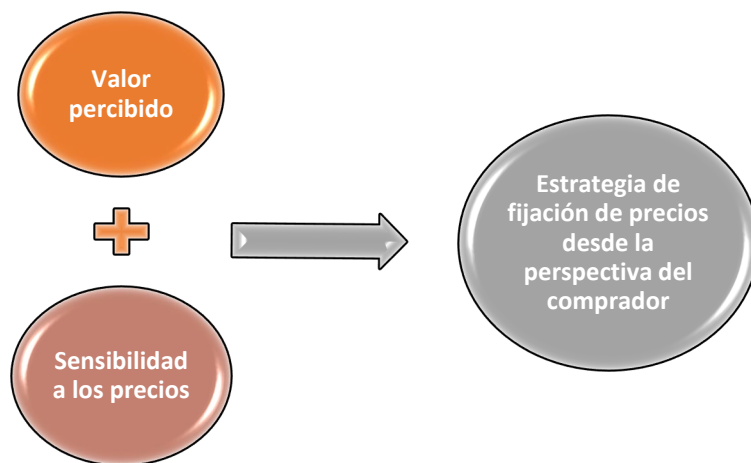 Valor
percibido
Sensibilidad
a los precios
Estrategia de
fijación de precios
desde la
perspectiva del
comprador